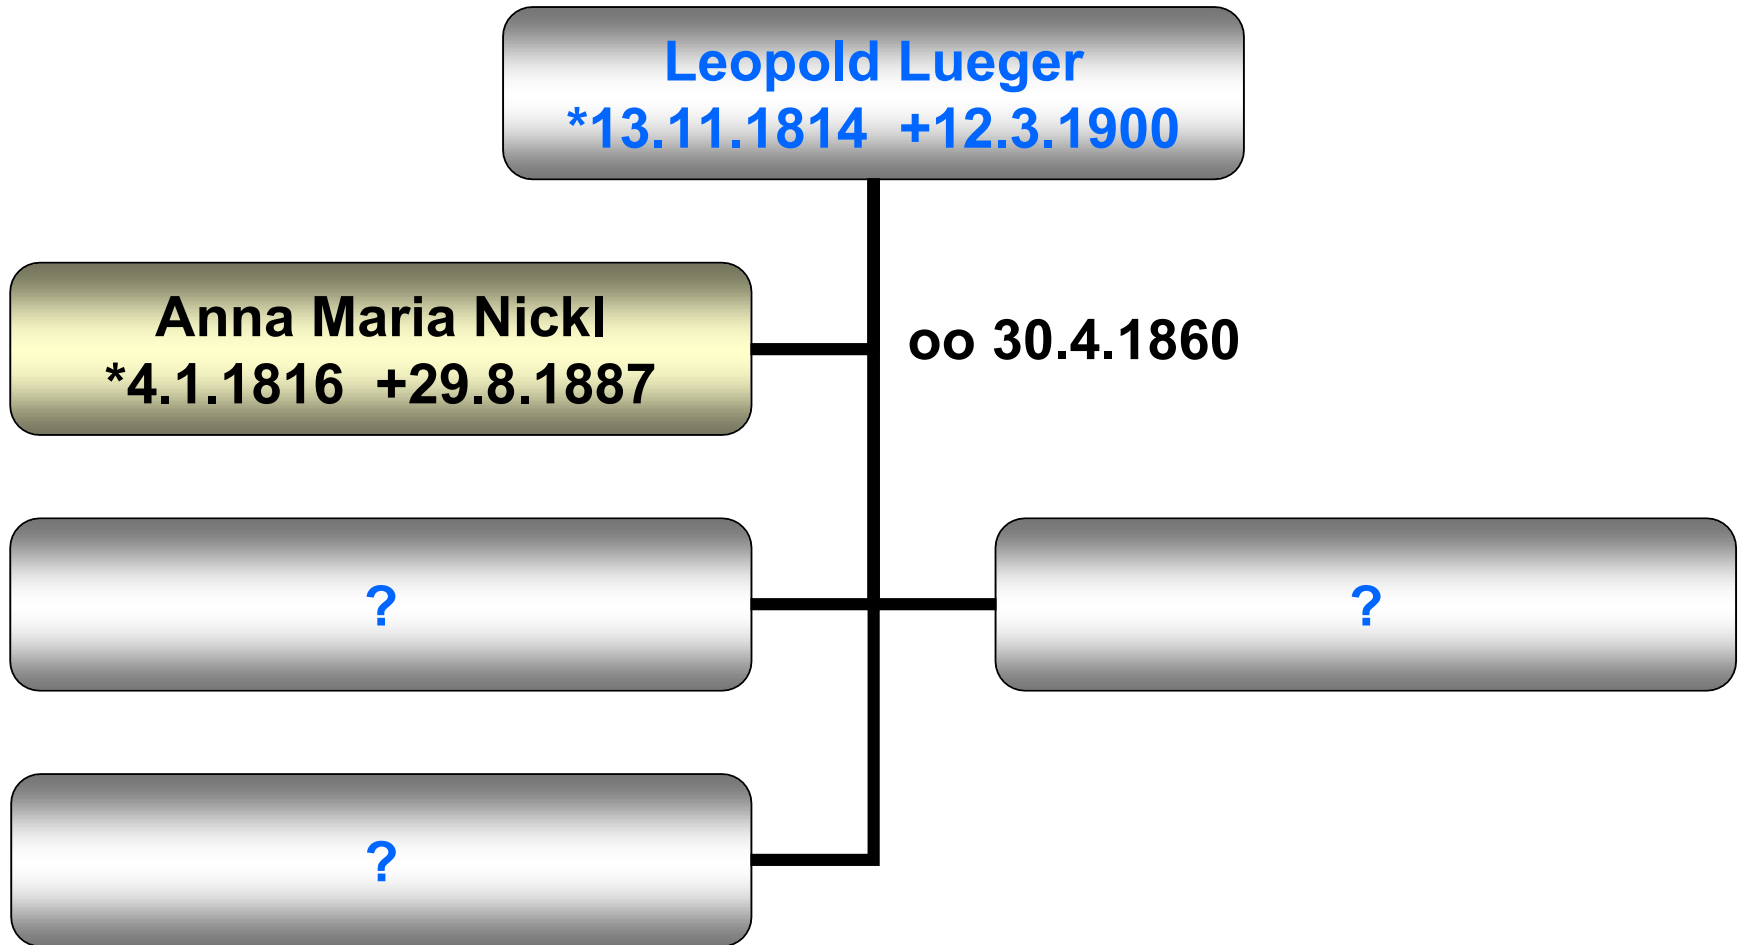 Leopold Lueger
*13.11.1814 +12.3.1900
Anna Maria Nickl
*4.1.1816 +29.8.1887
oo 30.4.1860
?
?
?